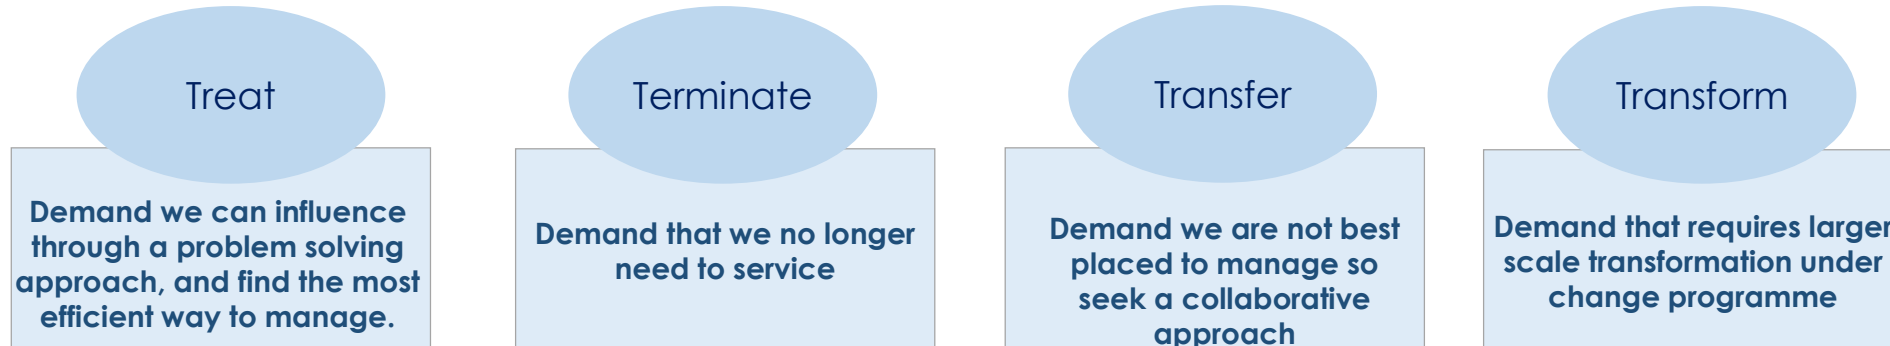 Treat
Demand we can influence
through a problem solving
approach, and find the most
efficient way to manage.
Terminate
Demand that we no longer
need to service
Transfer
Demand we are not best
placed to manage so
seek a collaborative
approach
Transform
Demand that requires larger
scale transformation under
change programme